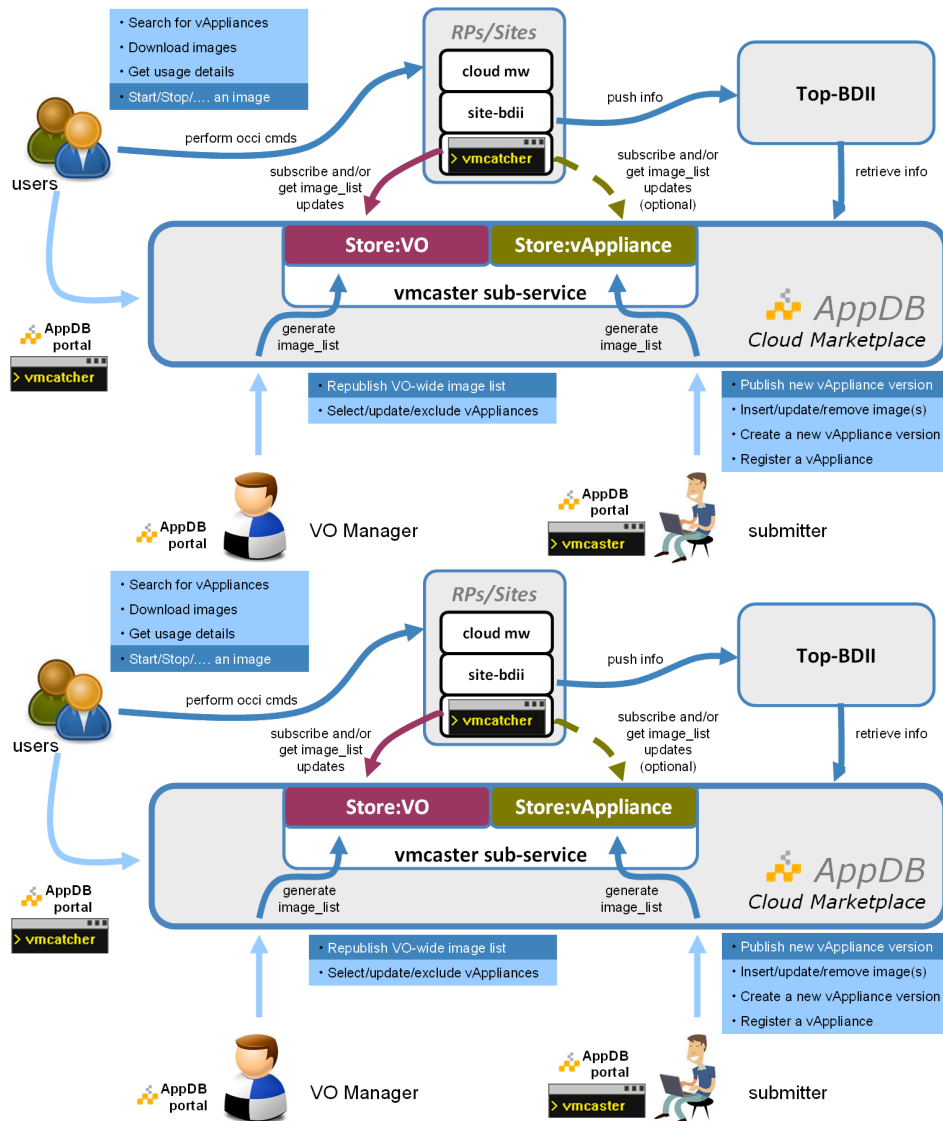 • Search for vAppliances
• Download images
• Get usage details
• Start/Stop/.... an image
RPs/Sites
cloud mw
site-bdii
> vmcatcher
push info
Top-BDII
perform occi cmds
users
subscribe and/or
get image_list
updates
subscribe and/or
get image_list
updates
(optional)
retrieve info
Store:VO
Store:vAppliance
vmcaster sub-service
generate
image_list
generate
image_list
AppDB
Cloud Marketplace
AppDB
portal
> vmcatcher
• Republish VO-wide image list
• Select/update/exclude vAppliances
• Publish new vAppliance version
• Insert/update/remove image(s)
• Create a new vAppliance version
• Register a vAppliance
AppDB
portal
VO Manager
AppDB
portal
> vmcaster
submitter
• Search for vAppliances
• Download images
• Get usage details
• Start/Stop/.... an image
RPs/Sites
cloud mw
site-bdii
> vmcatcher
push info
Top-BDII
perform occi cmds
users
subscribe and/or
get image_list
updates
subscribe and/or
get image_list
updates
(optional)
retrieve info
Store:VO
Store:vAppliance
vmcaster sub-service
generate
image_list
generate
image_list
AppDB
Cloud Marketplace
AppDB
portal
> vmcatcher
• Republish VO-wide image list
• Select/update/exclude vAppliances
• Publish new vAppliance version
• Insert/update/remove image(s)
• Create a new vAppliance version
• Register a vAppliance
AppDB
portal
VO Manager
AppDB
portal
> vmcaster
submitter